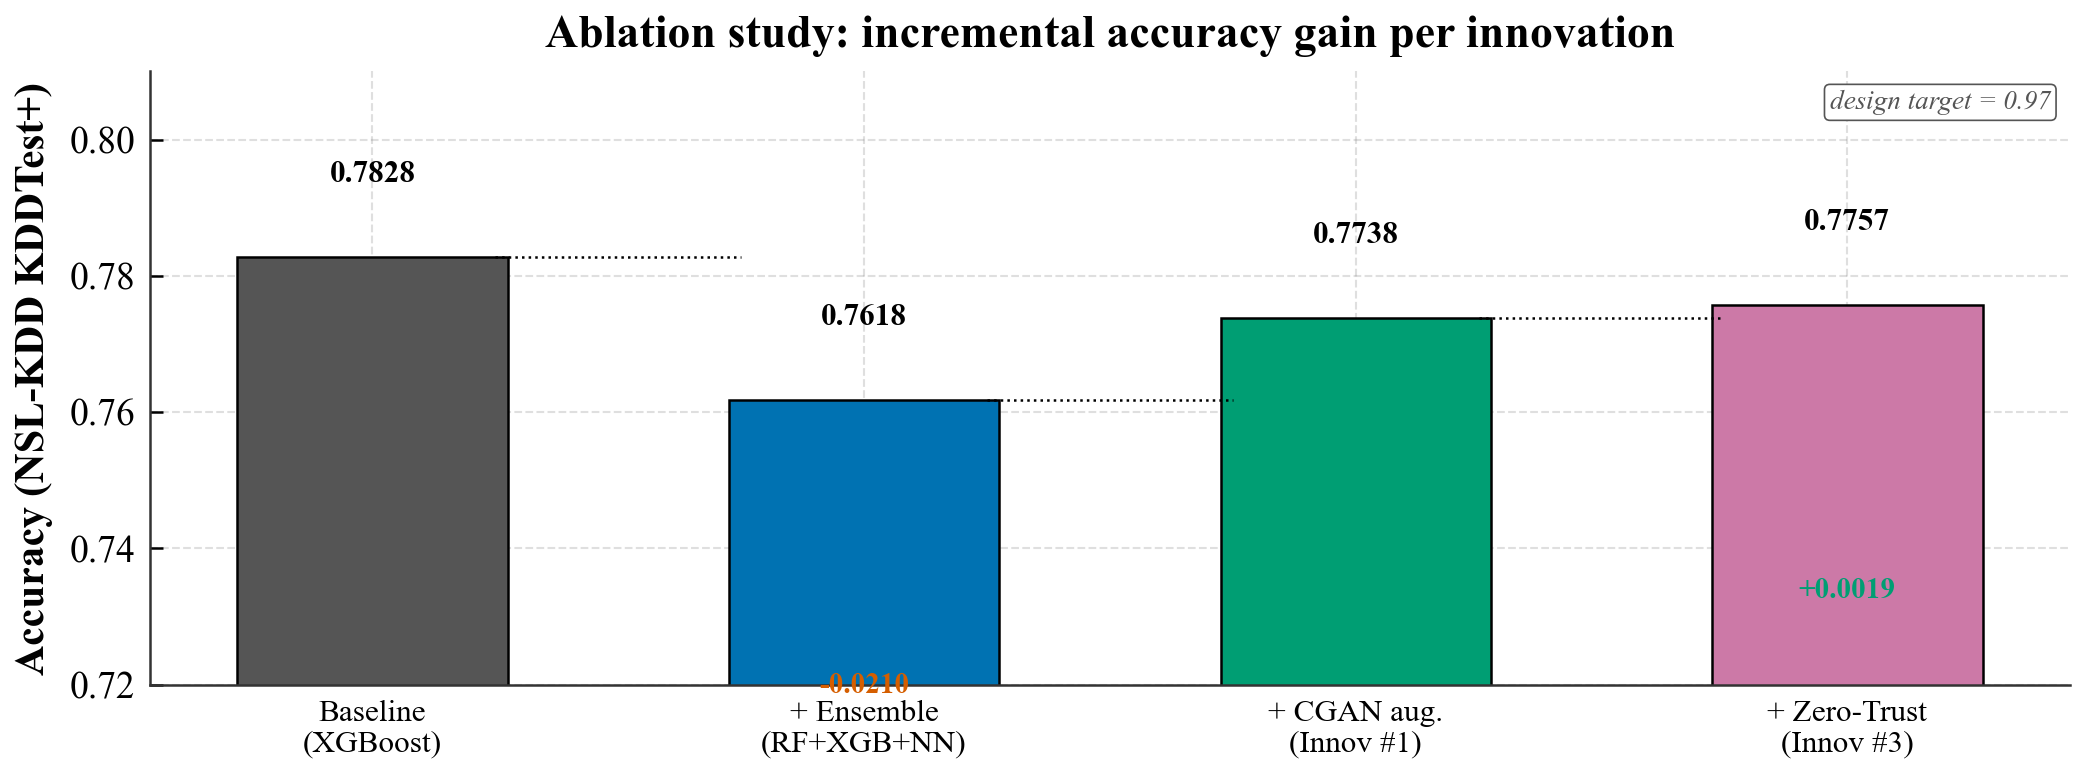 Ablation study: incremental accuracy gain per innovation
Accuracy (NSL-KDD KDDTest+)
0.80
0.78
0.76
0.74
0.72
design target = 0.97
0.7828
0.7618
0.7738
0.7757
-0.0210
+0.0019
Baseline
(XGBoost)
+ Ensemble
(RF+XGB+NN)
+ CGAN aug.
(Innov #1)
+ Zero-Trust
(Innov #3)